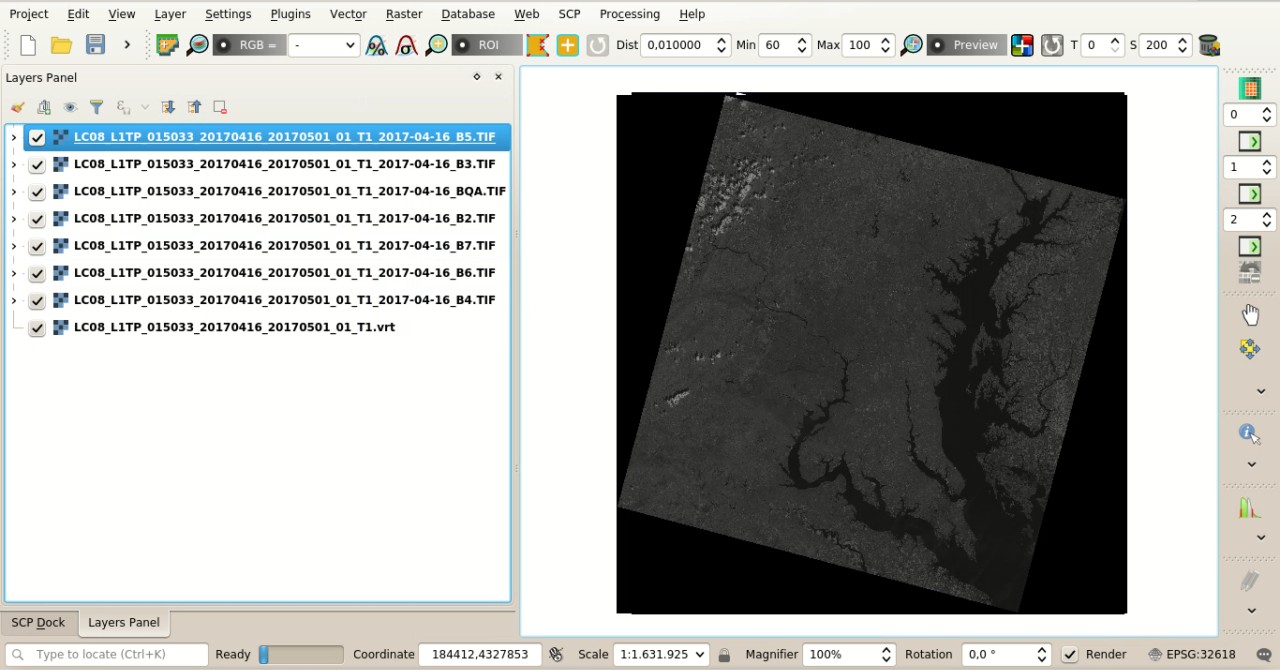 Project Edit View Layer Settings Plugins Vector Raster Database Web SCP Processing Help
RGB = - ROI Dist 0,010000 Min 60 Max 100 Preview T 0 S 200
Layers Panel
LC08_L1TP_015033_20170416_20170501_01_T1_2017-04-16_B5.TIF
LC08_L1TP_015033_20170416_20170501_01_T1_2017-04-16_B3.TIF
LC08_L1TP_015033_20170416_20170501_01_T1_2017-04-16_BQA.TIF
LC08_L1TP_015033_20170416_20170501_01_T1_2017-04-16_B2.TIF
LC08_L1TP_015033_20170416_20170501_01_T1_2017-04-16_B7.TIF
LC08_L1TP_015033_20170416_20170501_01_T1_2017-04-16_B6.TIF
LC08_L1TP_015033_20170416_20170501_01_T1_2017-04-16_B4.TIF
LC08_L1TP_015033_20170416_20170501_01_T1.vrt
0
1
2
SCP Dock Layers Panel
Type to locate (Ctrl+K) Ready Coordinate 184412,4327853 Scale 1:1.631.925 Magnifier 100% Rotation 0,0 ° Render EPSG:32618